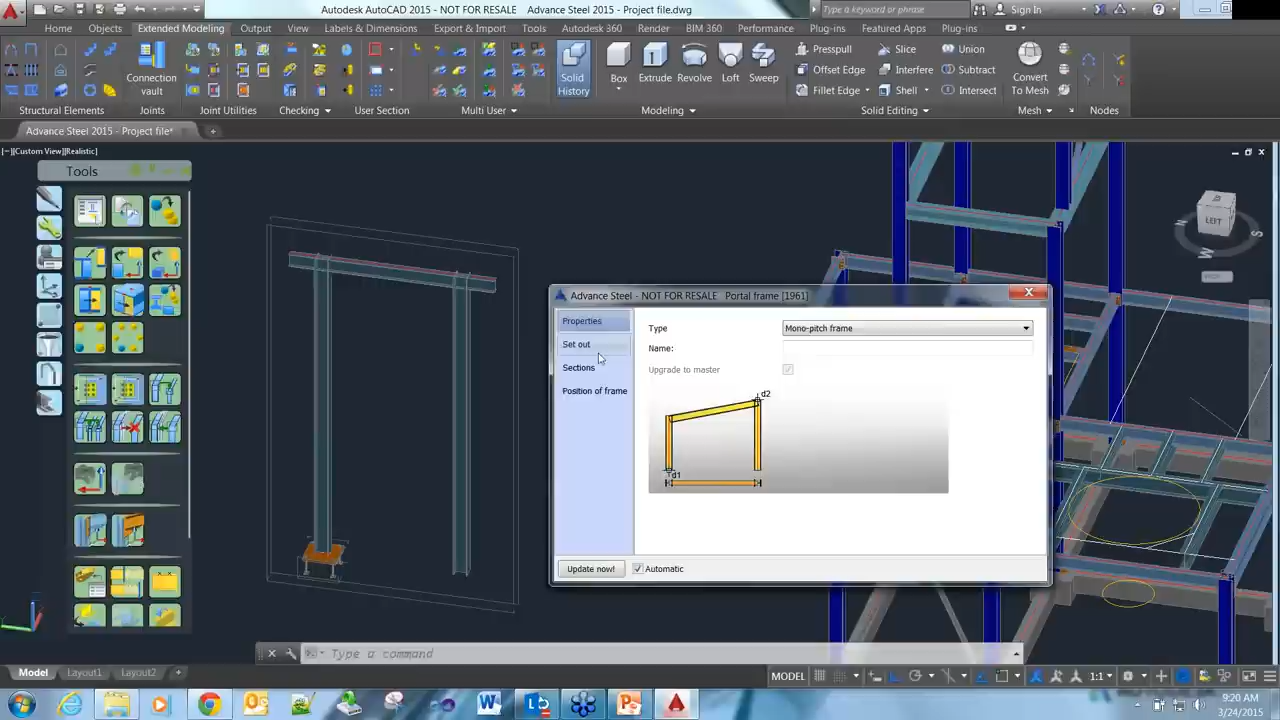 Autodesk AutoCAD 2015 - NOT FOR RESALE Advance Steel - Project file.dwg
Type a keyword or phrase
Sign In
Home Objects Extended Modeling Output View Labels & Dimensions Export & Import Tools Autodesk 360 Render BIM 360 Performance Plug-ins Featured Apps Plug-ins
Connection vault
Solid History
Box
Extrude
Revolve
Loft
Sweep
Presspull
Slice
Union
Offset Edge
Interfere
Subtract
Fillet Edge
Shell
Intersect
Convert To Mesh
Structural Elements
Joints
Joint Utilities
Checking
User Section
Multi User
Modeling
Solid Editing
Mesh
Nodes
Advance Steel 2015 - Project file*
[−][Custom View][Realistic]
Tools
LEFT
W
S
Advance Steel - NOT FOR RESALE Portal frame [1961]
Properties
Set out
Sections
Position of frame
Type
Mono-pitch frame
Name:
Upgrade to master
d2
d1
Update now!
Automatic
Type a command
Model
Layout1
Layout2
MODEL
1:1
9:20 AM
3/24/2015